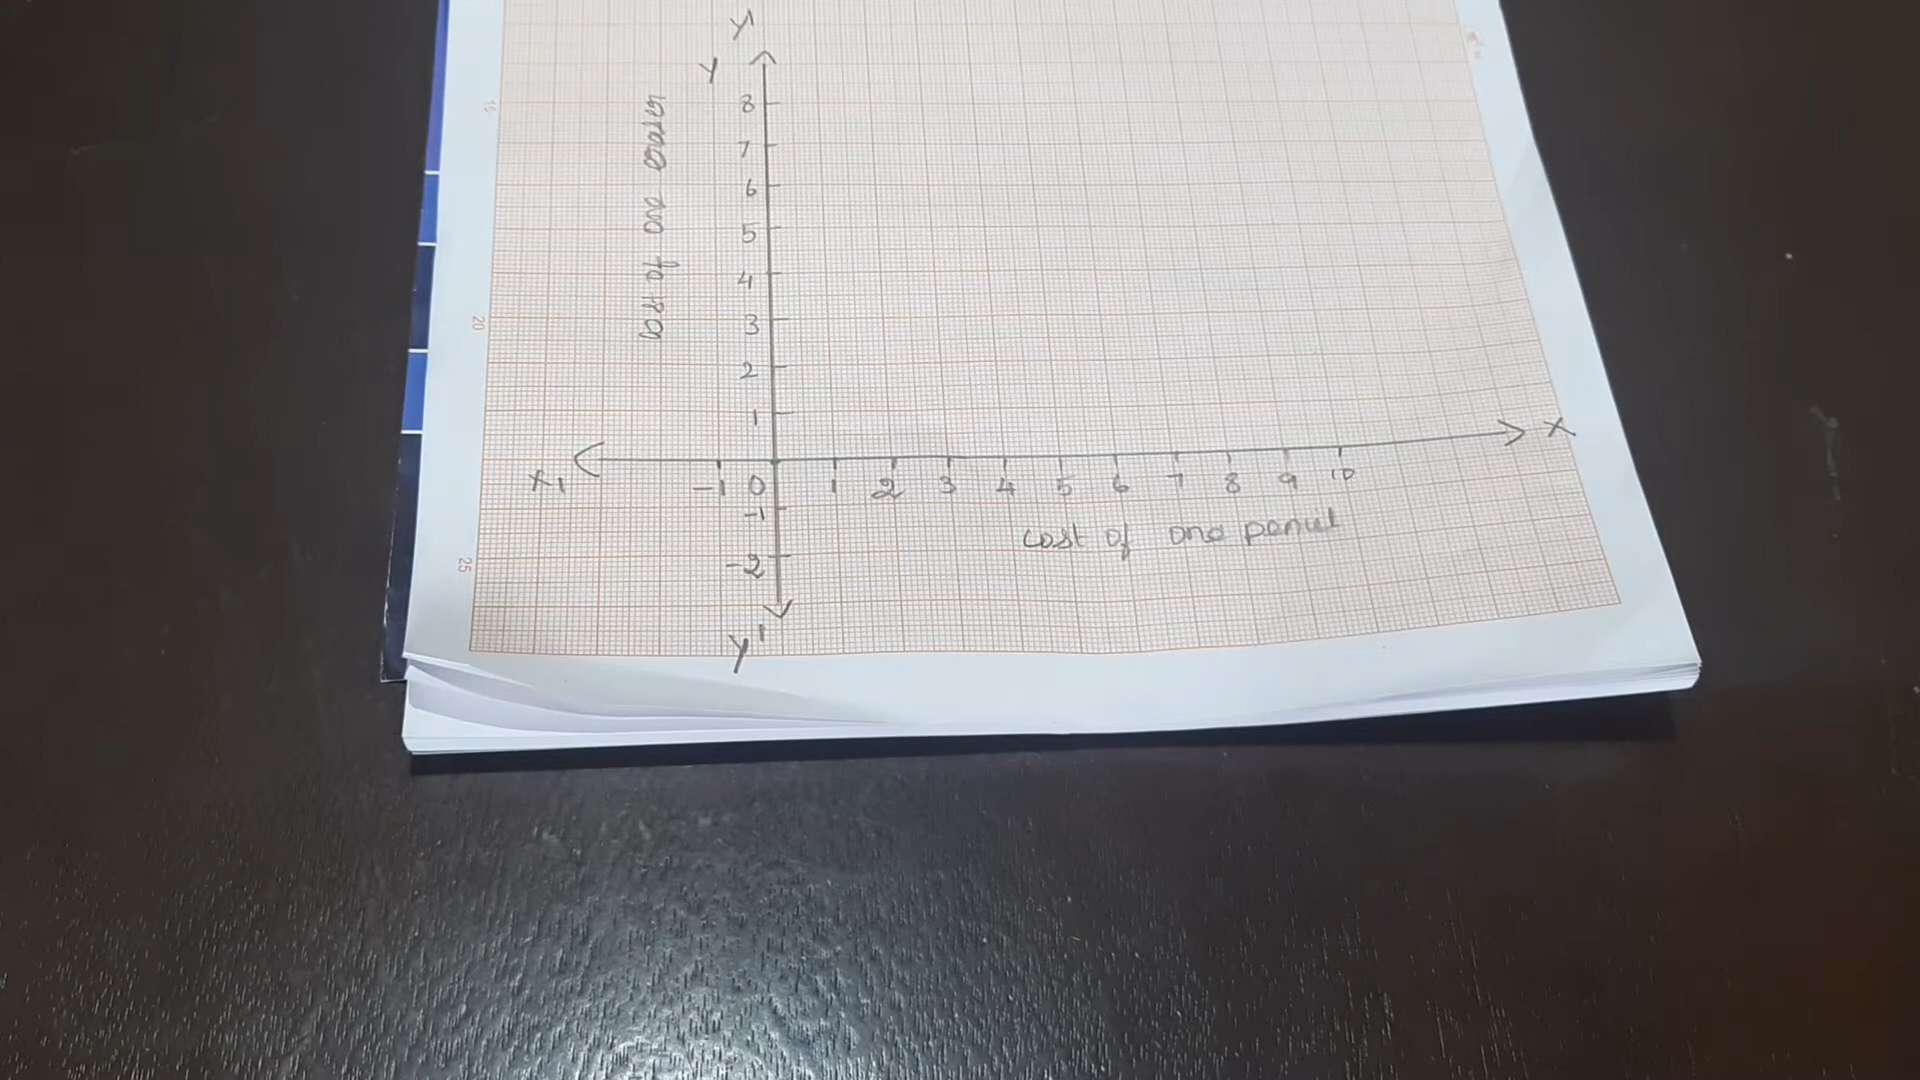 Y'
Y
8
7
6
5
4
3
2
1
cost of one eraser
X
X1
-1 0 1 2 3 4 5 6 7 8 9 10
-1
-2
cost of one pencil
Y'
15
20
25